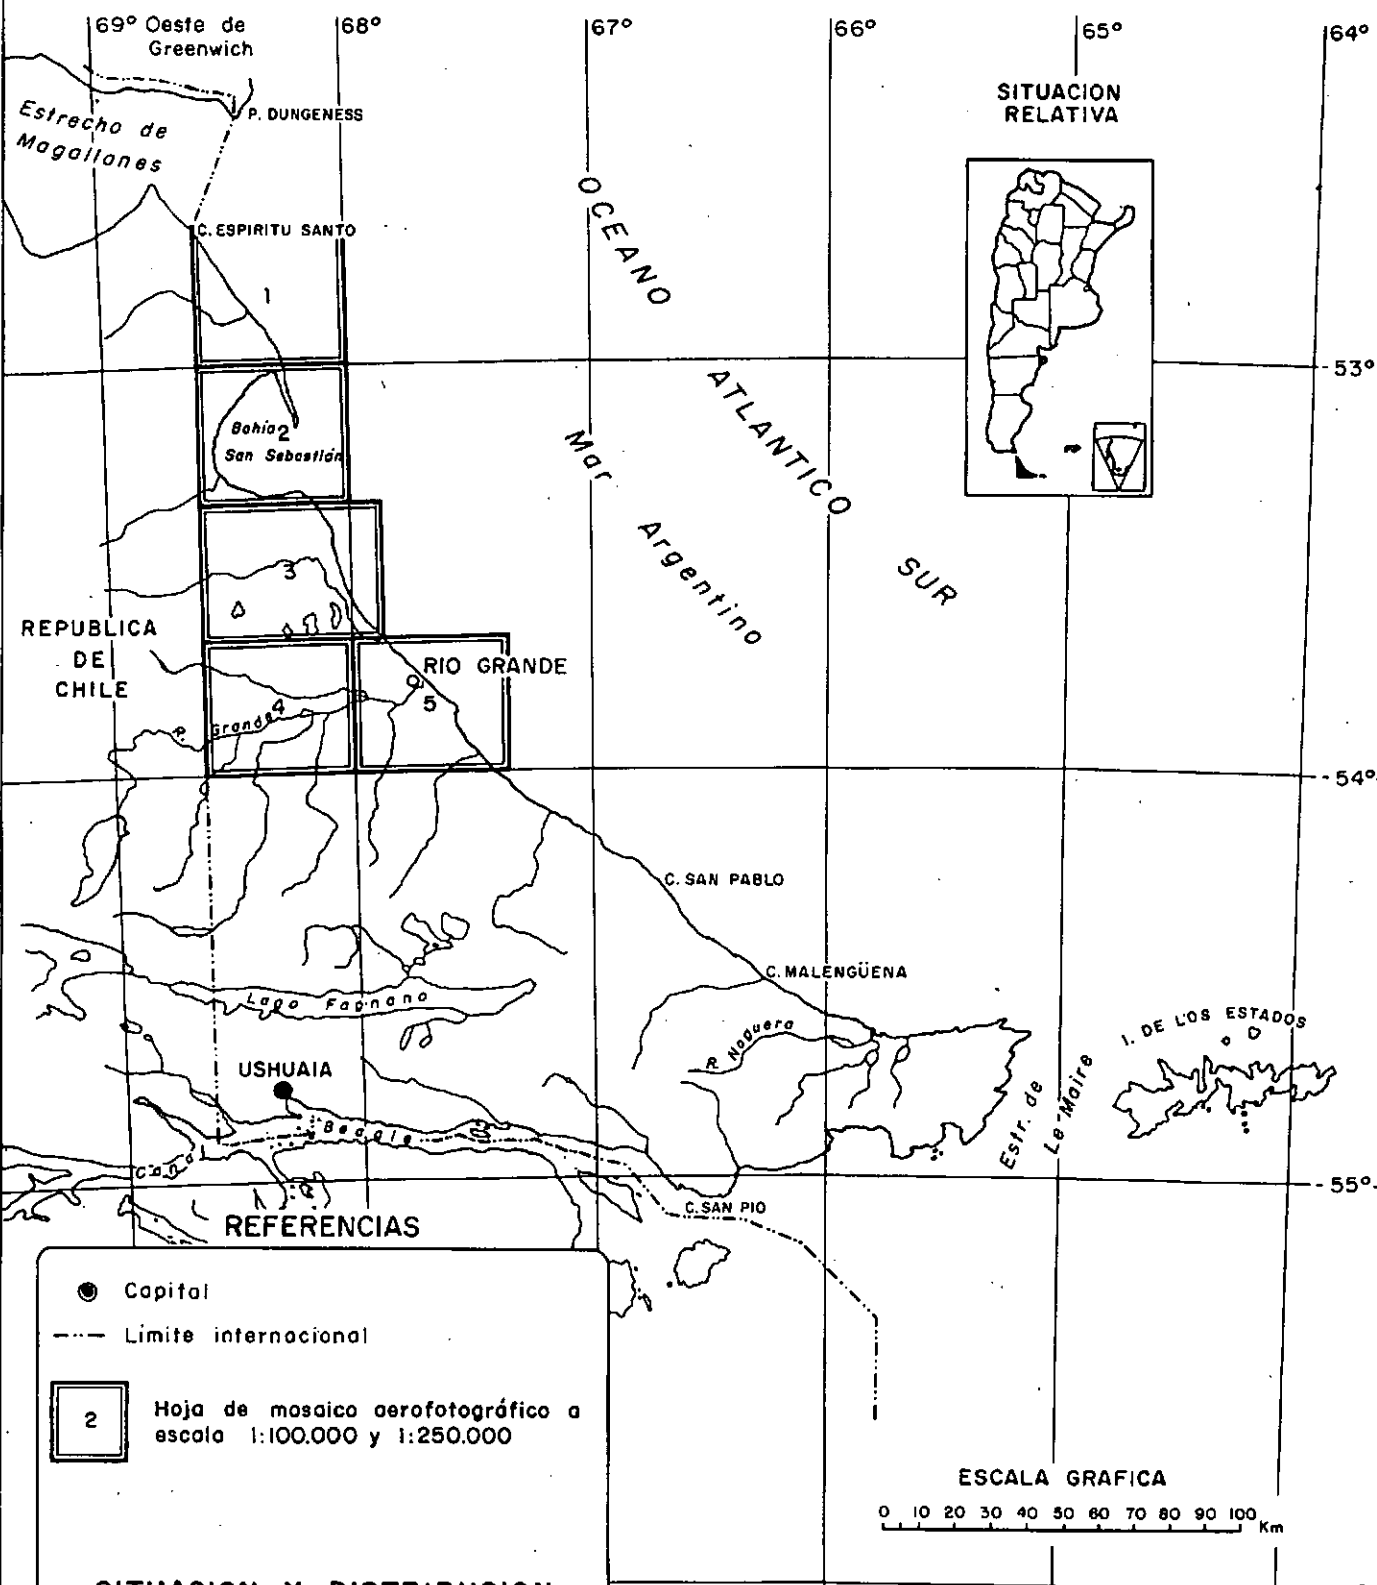 69° Oeste de
Greenwich
68°
67°
66°
65°
64°
SITUACION
RELATIVA
Estrecho de
Magallanes
P. DUNGENESS
C. ESPIRITU SANTO
OCEANO
ATLANTICO
SUR
Mar
Argentino
1
53°
Bahía 2
San Sebastián
3
REPUBLICA
DE
CHILE
RIO GRANDE
R. Grande 4
5
54°
C. SAN PABLO
C. MALENGÜENA
Lago Fagnano
R. Noguera
I. DE LOS ESTADOS
USHUAIA
Estr. de
Le Maire
Canal Beagle
55°
C. SAN PIO
REFERENCIAS
Capital
Límite internacional
2
Hoja de mosaico aerofotográfico a
escala 1:100.000 y 1:250.000
ESCALA GRAFICA
0 10 20 30 40 50 60 70 80 90 100 Km
SITUACION Y DISTRIBUCION